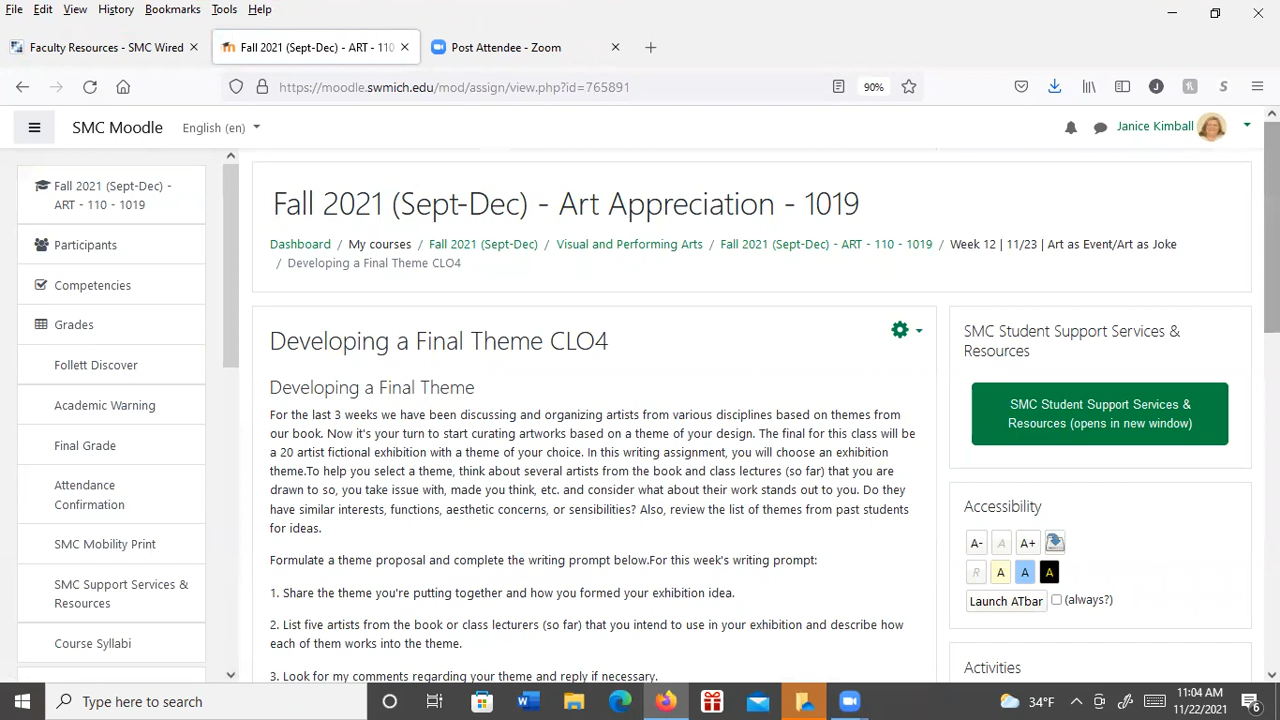 File Edit View History Bookmarks Tools Help
Faculty Resources - SMC Wired
Fall 2021 (Sept-Dec) - ART - 110
Post Attendee - Zoom
https://moodle.swmich.edu/mod/assign/view.php?id=765891
90%
SMC Moodle
English (en)
Janice Kimball
Fall 2021 (Sept-Dec) -
ART - 110 - 1019
Participants
Competencies
Grades
Follett Discover
Academic Warning
Final Grade
Attendance
Confirmation
SMC Mobility Print
SMC Support Services &
Resources
Course Syllabi
Fall 2021 (Sept-Dec) - Art Appreciation - 1019
Dashboard / My courses / Fall 2021 (Sept-Dec) / Visual and Performing Arts / Fall 2021 (Sept-Dec) - ART - 110 - 1019 / Week 12 | 11/23 | Art as Event/Art as Joke
/ Developing a Final Theme CLO4
Developing a Final Theme CLO4
Developing a Final Theme
For the last 3 weeks we have been discussing and organizing artists from various disciplines based on themes from
our book. Now it's your turn to start curating artworks based on a theme of your design. The final for this class will be
a 20 artist fictional exhibition with a theme of your choice. In this writing assignment, you will choose an exhibition
theme.To help you select a theme, think about several artists from the book and class lectures (so far) that you are
drawn to so, you take issue with, made you think, etc. and consider what about their work stands out to you. Do they
have similar interests, functions, aesthetic concerns, or sensibilities? Also, review the list of themes from past students
for ideas.
Formulate a theme proposal and complete the writing prompt below.For this week's writing prompt:
1. Share the theme you're putting together and how you formed your exhibition idea.
2. List five artists from the book or class lecturers (so far) that you intend to use in your exhibition and describe how
each of them works into the theme.
3. Look for my comments regarding your theme and reply if necessary.
SMC Student Support Services &
Resources
SMC Student Support Services &
Resources (opens in new window)
Accessibility
A- A A+
R A A A
Launch ATbar (always?)
Activities
Type here to search
34°F
11:04 AM
11/22/2021
6